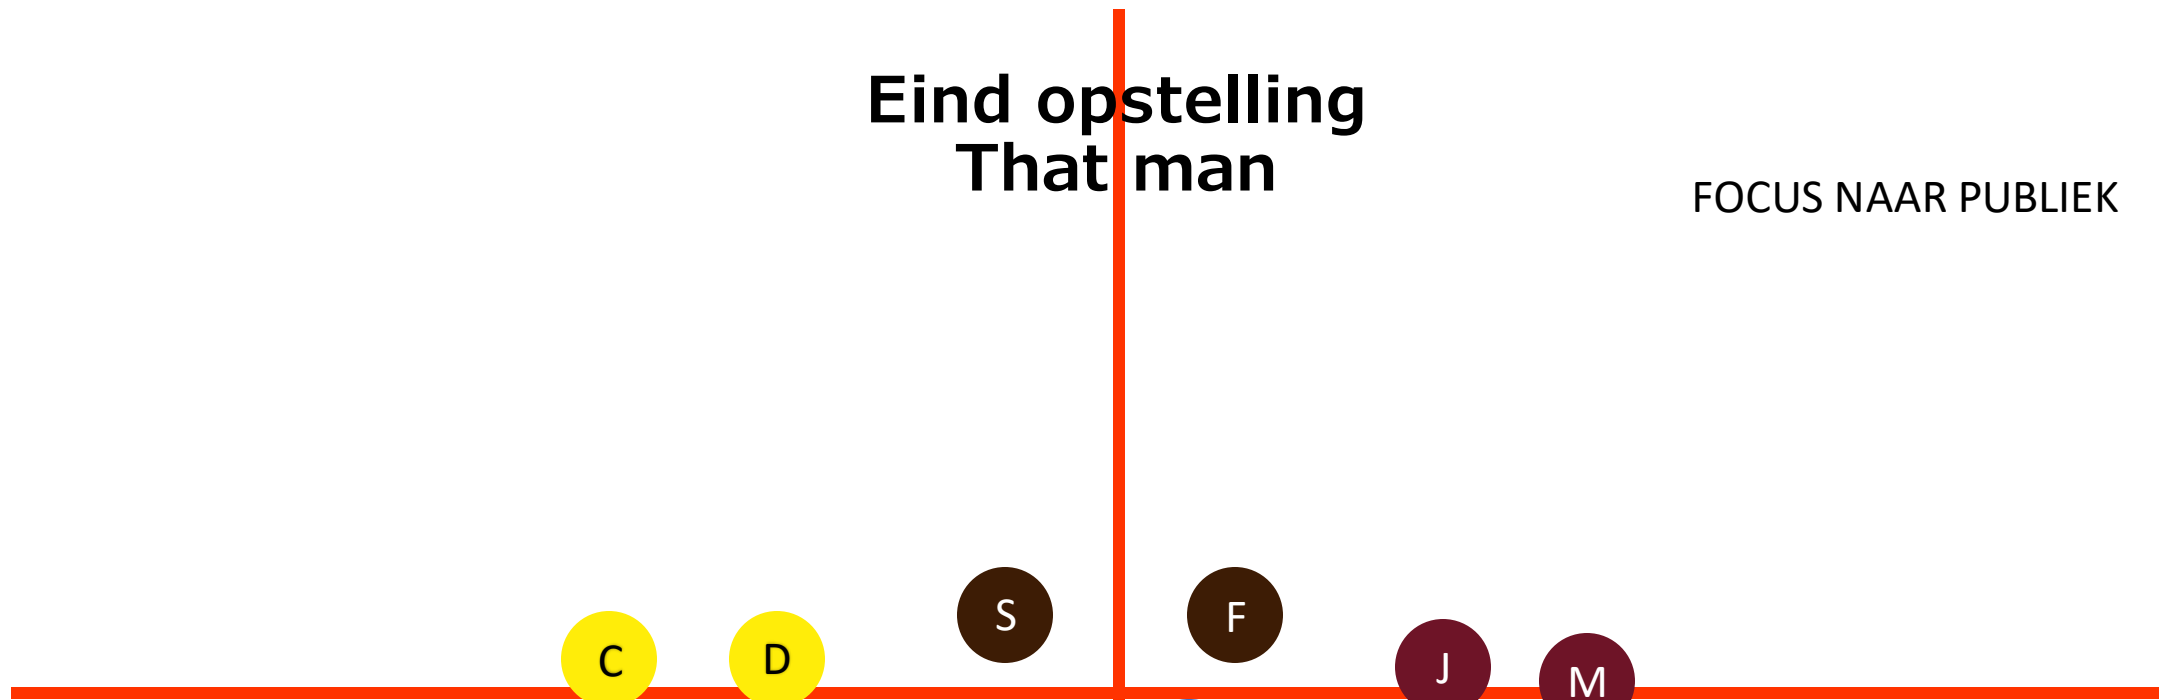 Eind opstelling
That man
FOCUS NAAR PUBLIEK
S
F
C
D
J
M